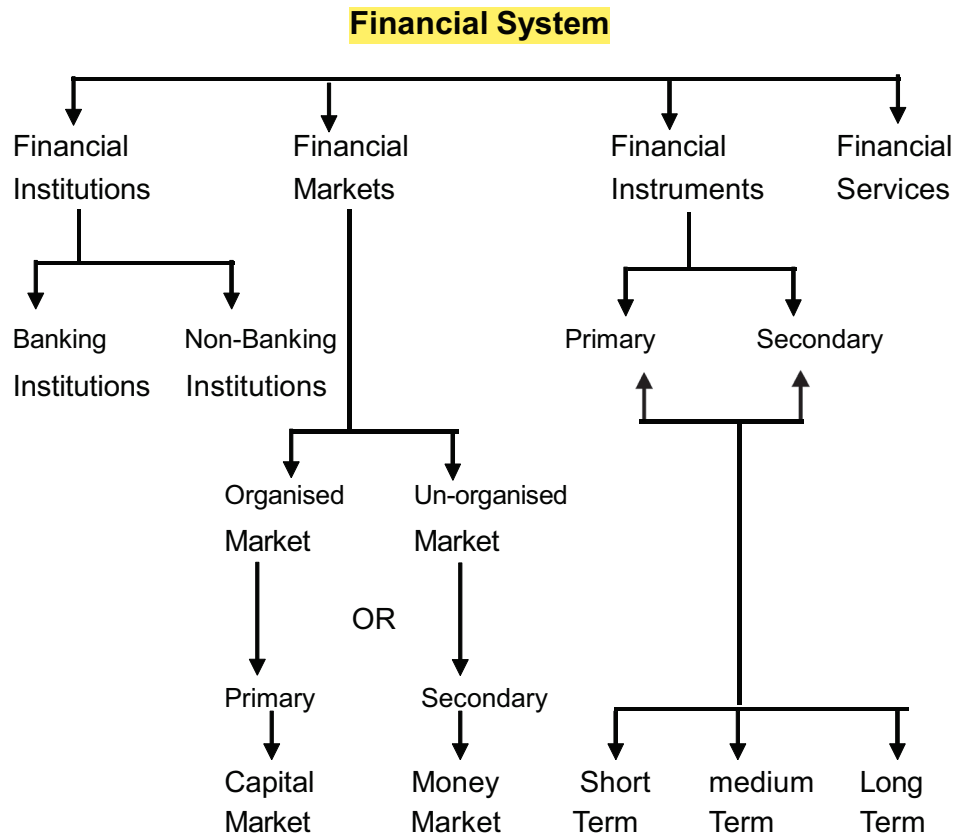 Financial System
Financial Institutions
Financial Markets
Financial Instruments
Financial Services
Banking Institutions
Non-Banking Institutions
Primary
Secondary
Organised Market
Un-organised Market
OR
Primary
Secondary
Capital Market
Money Market
Short Term
medium Term
Long Term